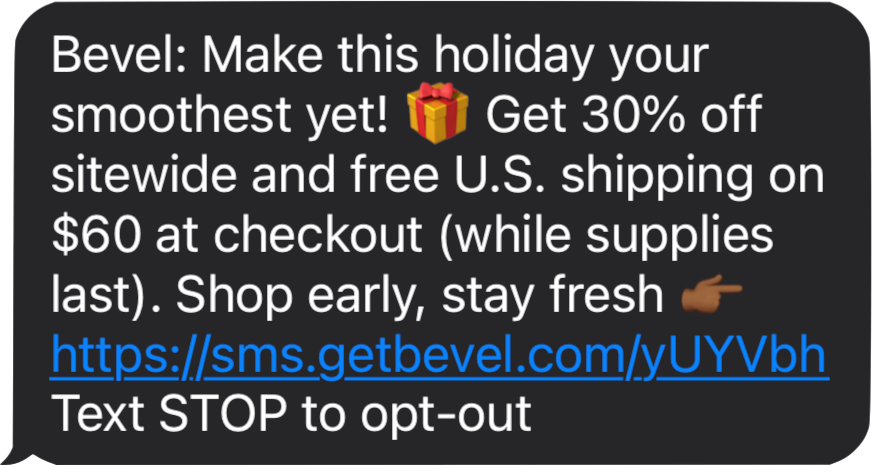 Bevel: Make this holiday your
smoothest yet! 🎁 Get 30% off
sitewide and free U.S. shipping on
$60 at checkout (while supplies
last). Shop early, stay fresh 👉🏾
https://sms.getbevel.com/yUYVbh
Text STOP to opt-out